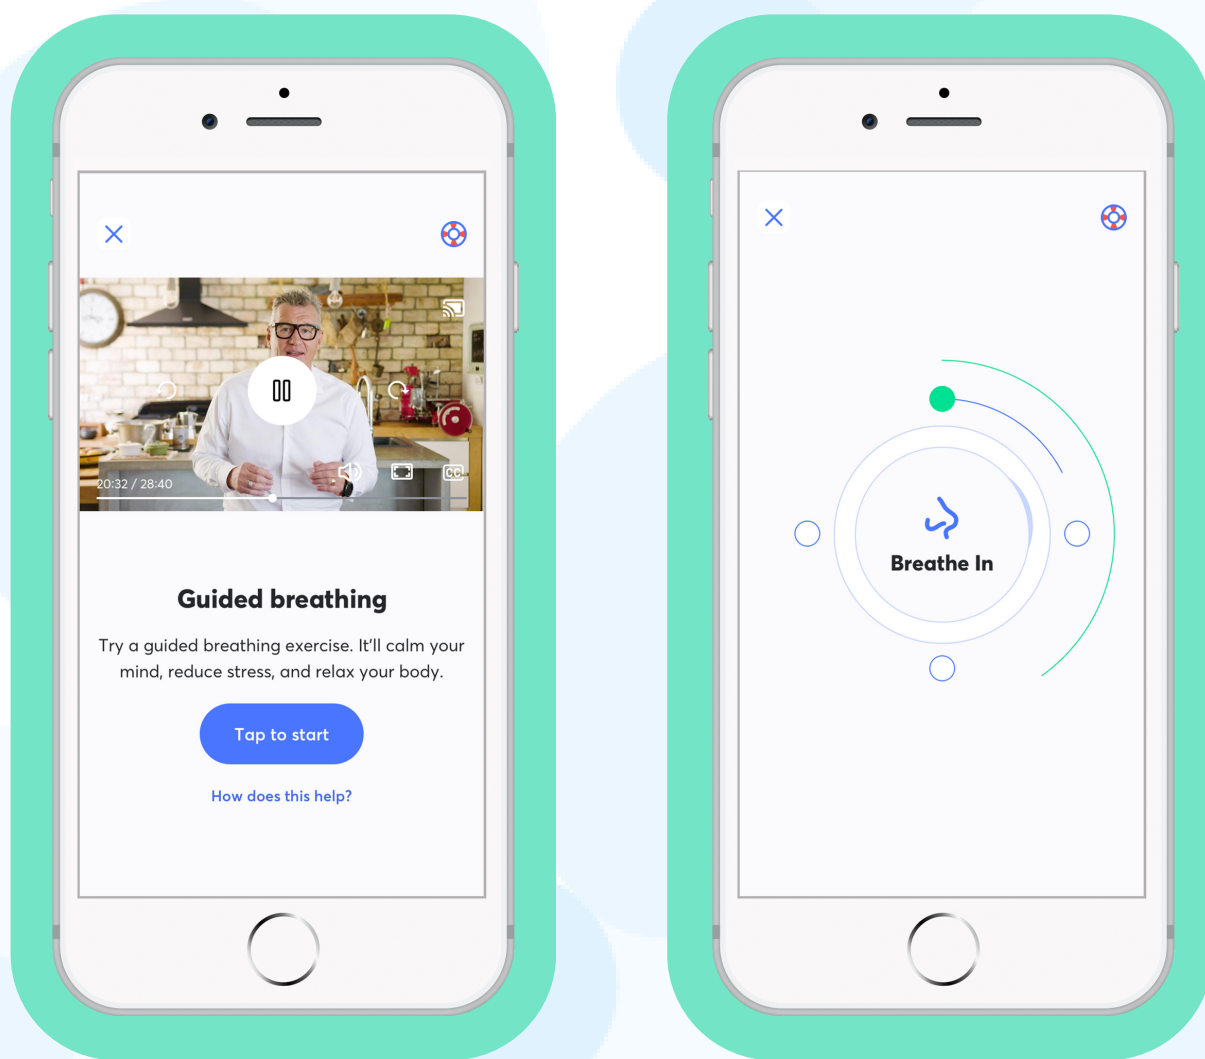 CC
20:32 / 28:40
Guided breathing
Try a guided breathing exercise. It'll calm your
mind, reduce stress, and relax your body.
Tap to start
How does this help?
Breathe In